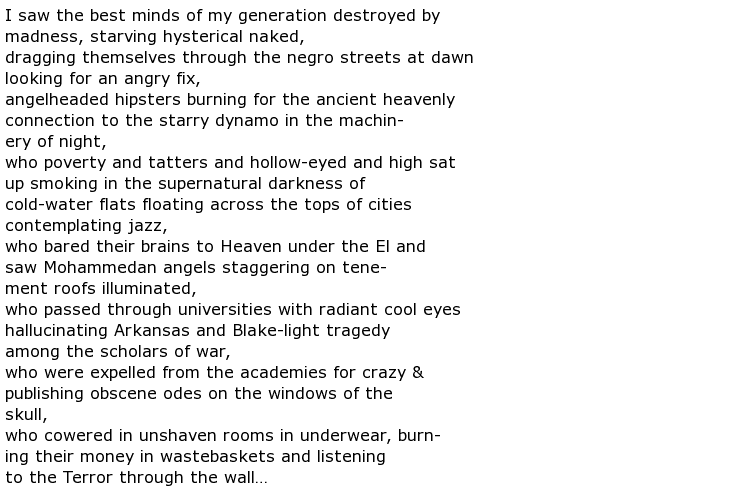 I saw the best minds of my generation destroyed by
madness, starving hysterical naked,
dragging themselves through the negro streets at dawn
looking for an angry fix,
angelheaded hipsters burning for the ancient heavenly
connection to the starry dynamo in the machin-
ery of night,
who poverty and tatters and hollow-eyed and high sat
up smoking in the supernatural darkness of
cold-water flats floating across the tops of cities
contemplating jazz,
who bared their brains to Heaven under the El and
saw Mohammedan angels staggering on tene-
ment roofs illuminated,
who passed through universities with radiant cool eyes
hallucinating Arkansas and Blake-light tragedy
among the scholars of war,
who were expelled from the academies for crazy &
publishing obscene odes on the windows of the
skull,
who cowered in unshaven rooms in underwear, burn-
ing their money in wastebaskets and listening
to the Terror through the wall...